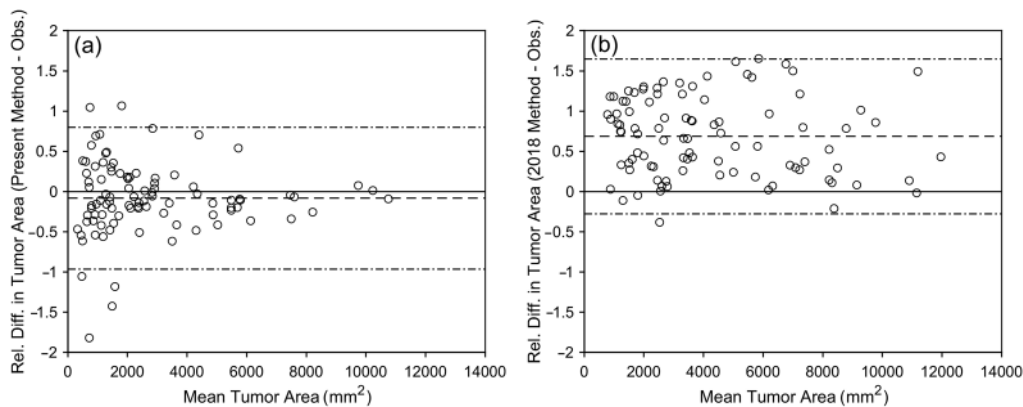 (a)
Rel. Diff. in Tumor Area (Present Method - Obs.)
2
1.5
1
0.5
0
−0.5
−1
−1.5
−2
0 2000 4000 6000 8000 10000 12000 14000
Mean Tumor Area (mm²)
(b)
Rel. Diff. in Tumor Area (2018 Method - Obs.)
2
1.5
1
0.5
0
−0.5
−1
−1.5
−2
0 2000 4000 6000 8000 10000 12000 14000
Mean Tumor Area (mm²)